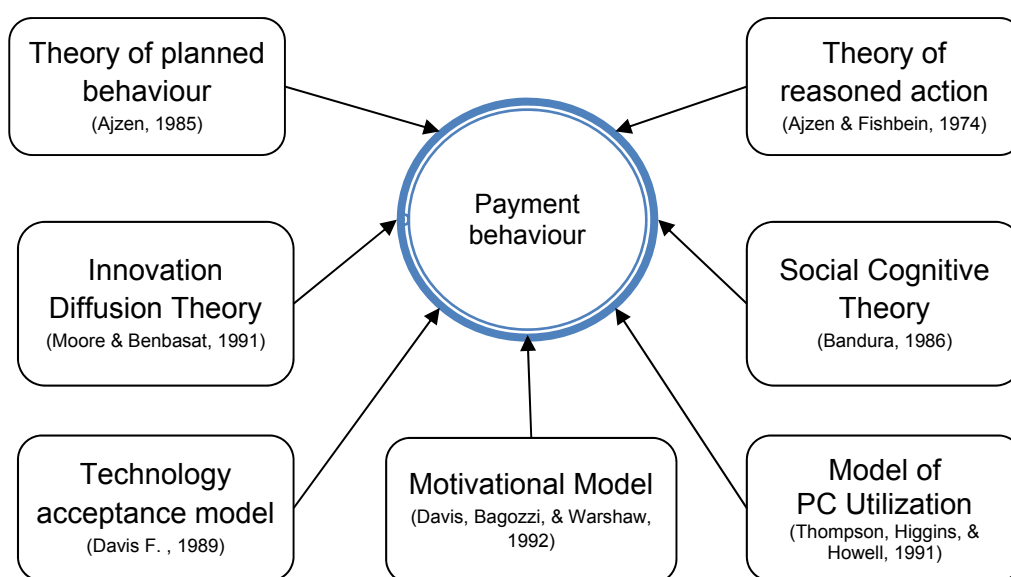 Theory of planned
behaviour
(Ajzen, 1985)
Theory of
reasoned action
(Ajzen & Fishbein, 1974)
Payment
behaviour
Innovation
Diffusion Theory
(Moore & Benbasat, 1991)
Social Cognitive
Theory
(Bandura, 1986)
Technology
acceptance model
(Davis F. , 1989)
Motivational Model
(Davis, Bagozzi, & Warshaw,
1992)
Model of
PC Utilization
(Thompson, Higgins, &
Howell, 1991)